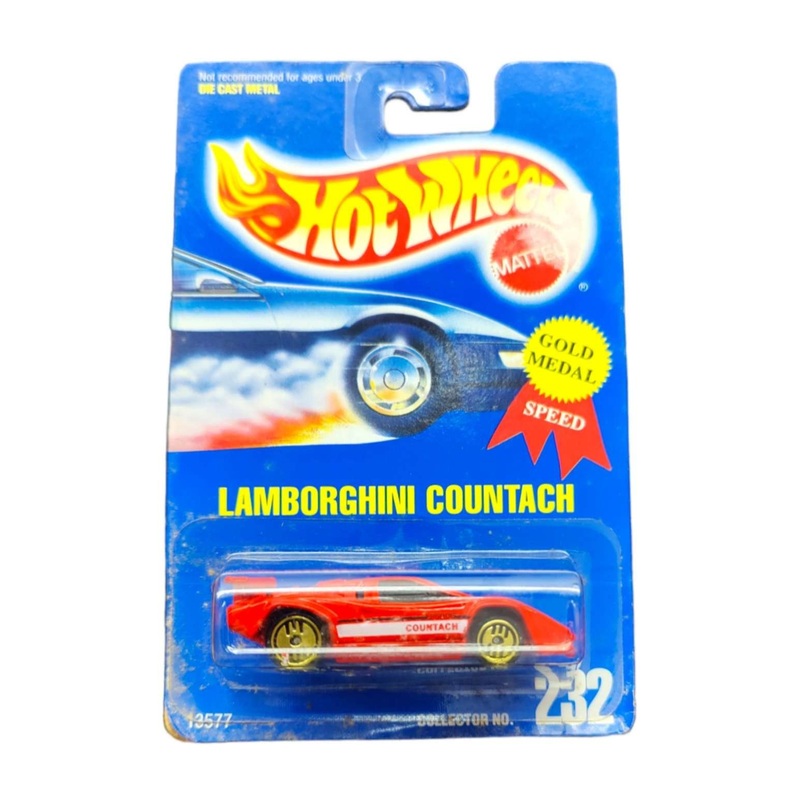 Not recommended for ages under 3.
DIE CAST METAL
HOT WHEELS
MATTEL
®
GOLD
MEDAL
SPEED
LAMBORGHINI COUNTACH
COUNTACH
13577
COLLECTOR NO.
232